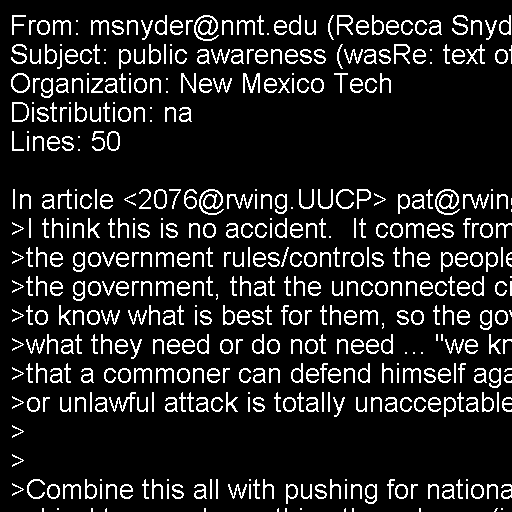 From: msnyder@nmt.edu (Rebecca Snyd
Subject: public awareness (wasRe: text of
Organization: New Mexico Tech
Distribution: na
Lines: 50

In article <2076@rwing.UUCP> pat@rwing
>I think this is no accident.  It comes from
>the government rules/controls the people
>the government, that the unconnected ci
>to know what is best for them, so the gov
>what they need or do not need ... "we kn
>that a commoner can defend himself aga
>or unlawful attack is totally unacceptable
>
>
>Combine this all with pushing for nationa